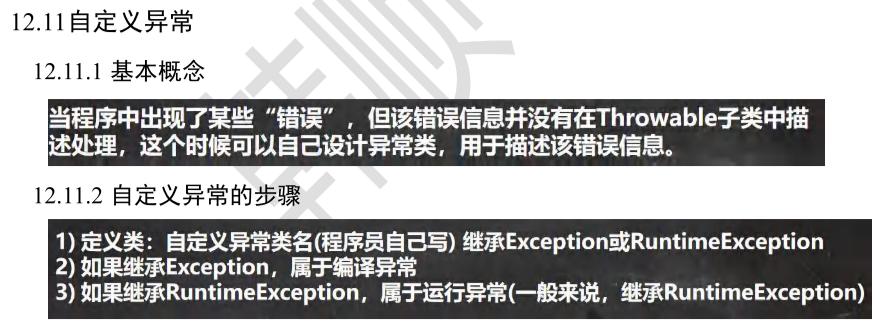 12.11自定义异常
12.11.1 基本概念
当程序中出现了某些“错误”，但该错误信息并没有在Throwable子类中描
述处理，这个时候可以自己设计异常类，用于描述该错误信息。
12.11.2 自定义异常的步骤
1) 定义类：自定义异常类名(程序员自己写) 继承Exception或RuntimeException
2) 如果继承Exception，属于编译异常
3) 如果继承RuntimeException，属于运行异常(一般来说，继承RuntimeException)